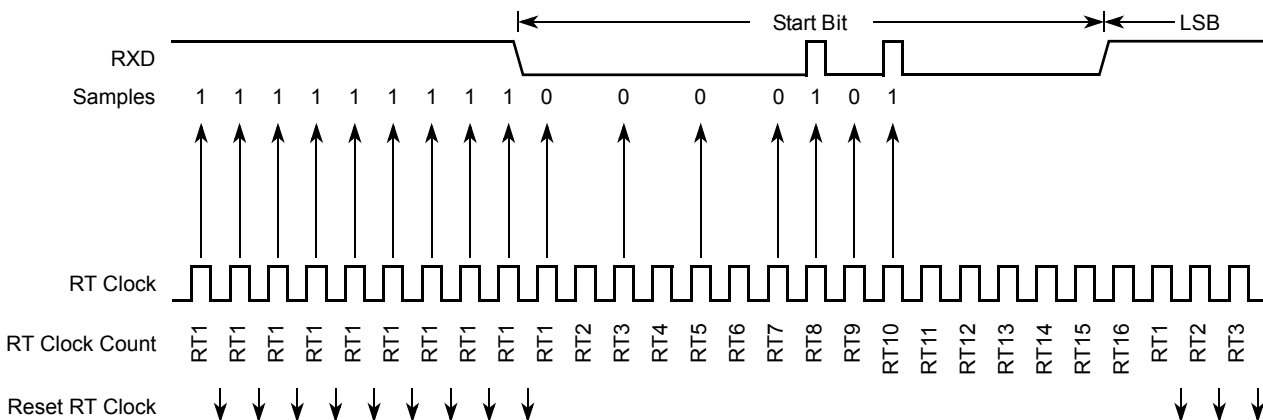 Start Bit LSB
RXD
Samples 1 1 1 1 1 1 1 1 1 0 0 0 0 1 0 1
RT Clock
RT Clock Count RT1 RT1 RT1 RT1 RT1 RT1 RT1 RT1 RT1 RT1 RT2 RT3 RT4 RT5 RT6 RT7 RT8 RT9 RT10 RT11 RT12 RT13 RT14 RT15 RT16 RT1 RT2 RT3
Reset RT Clock